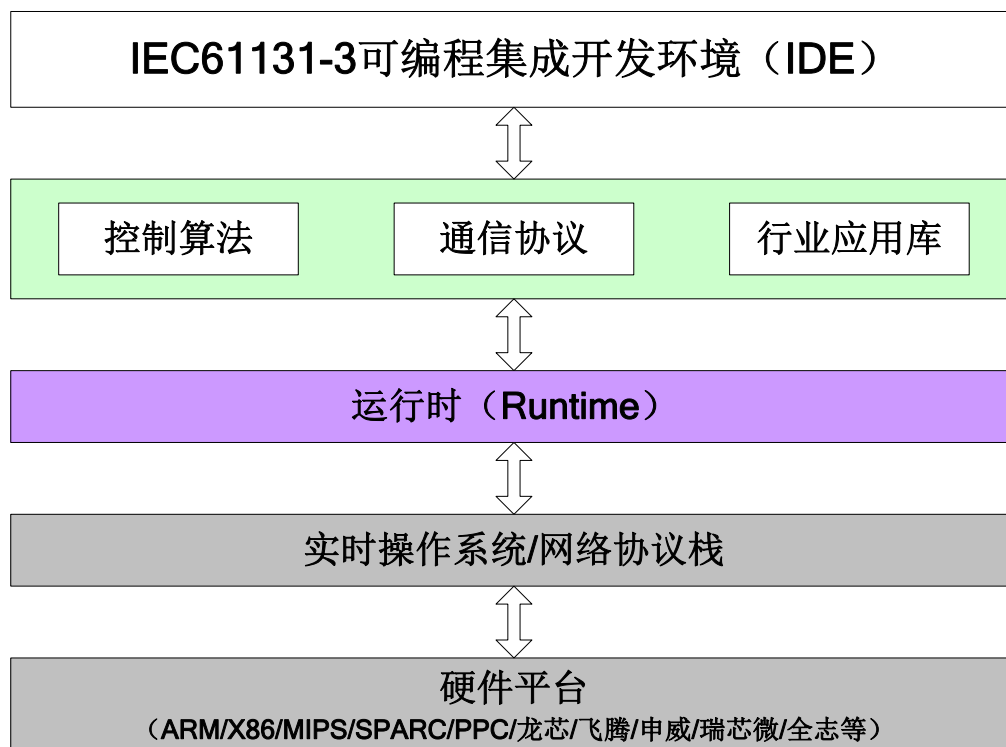 IEC61131-3可编程集成开发环境（IDE）
控制算法
通信协议
行业应用库
运行时（Runtime）
实时操作系统/网络协议栈
硬件平台
（ARM/X86/MIPS/SPARC/PPC/龙芯/飞腾/申威/瑞芯微/全志等）